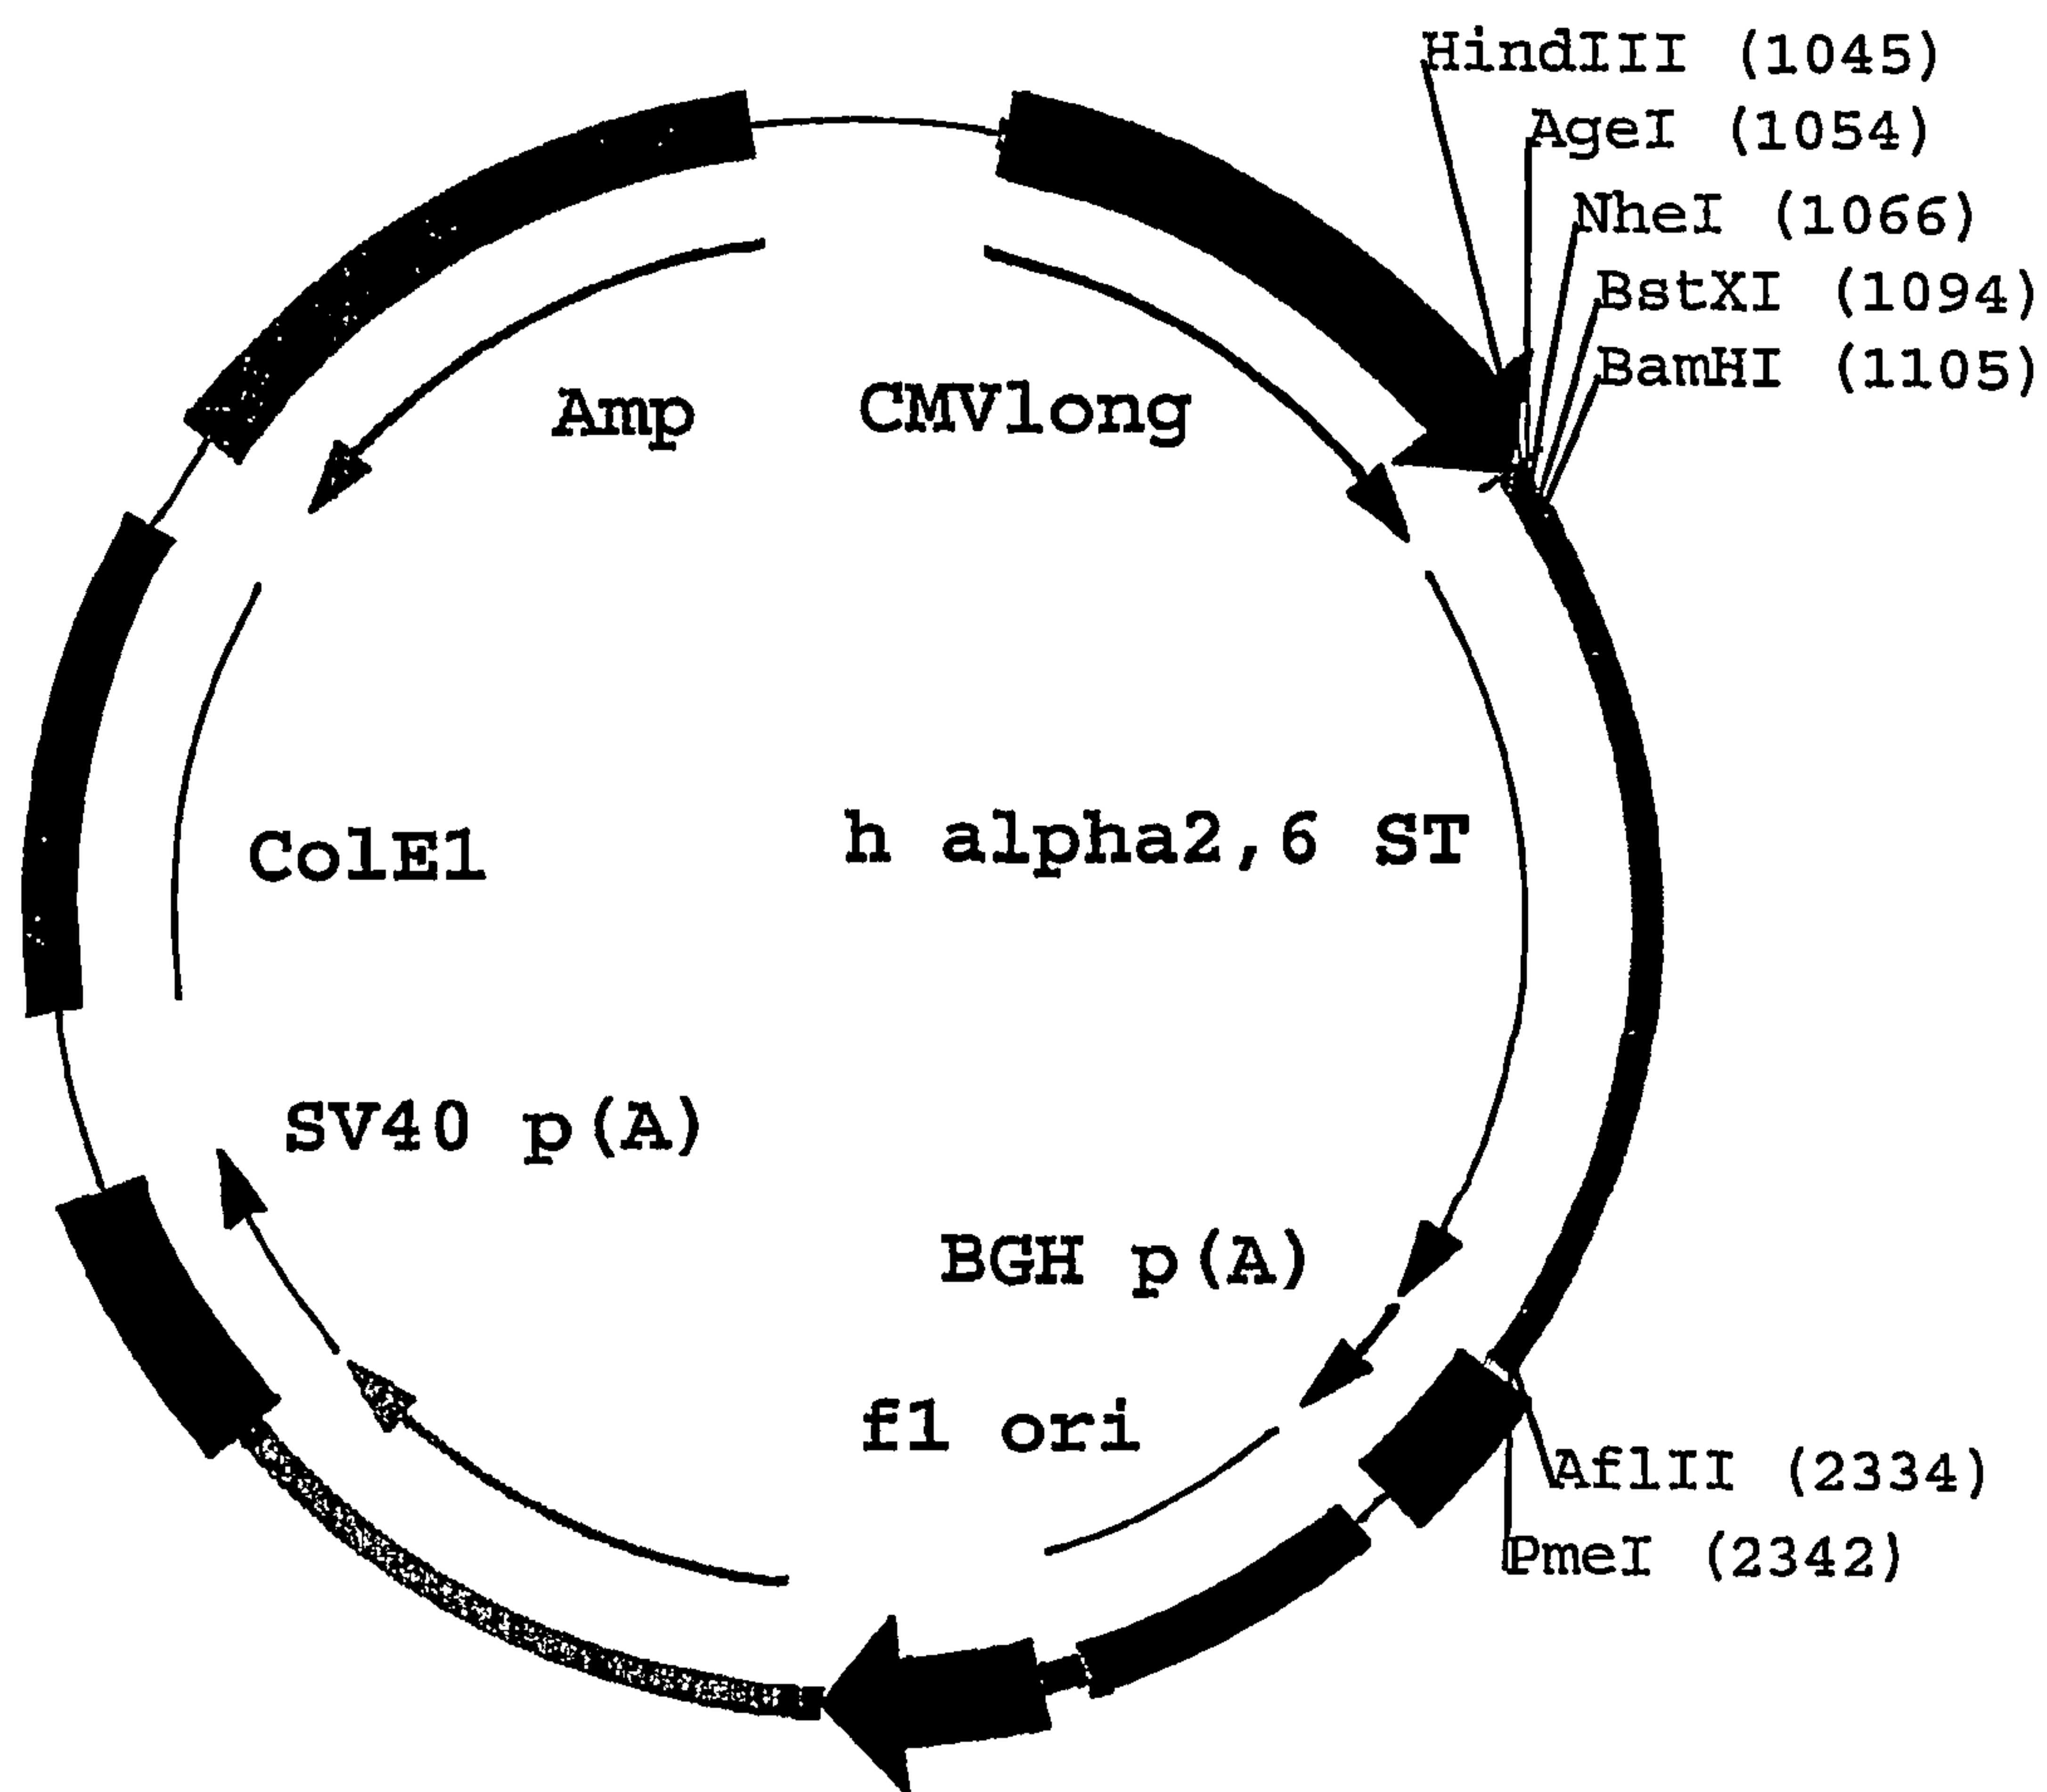 HindIII (1045)
AgeI (1054)
NheI (1066)
BstXI (1094)
BamHI (1105)
Amp
CMVlong
ColE1
h alpha2,6 ST
SV40 p(A)
BGH p(A)
f1 ori
AflII (2334)
PmeI (2342)